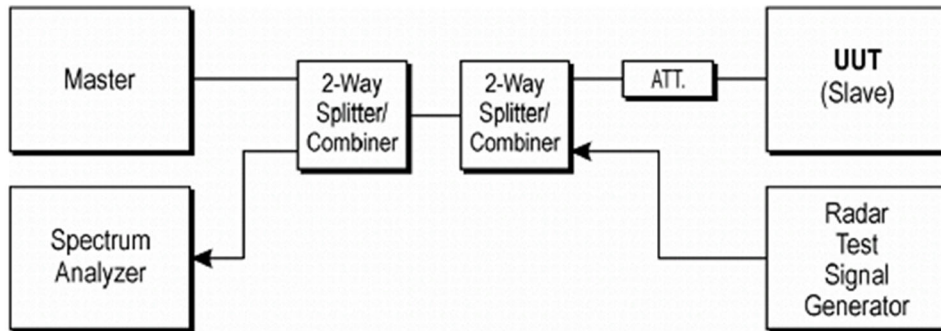 Master
2-Way
Splitter/
Combiner
2-Way
Splitter/
Combiner
ATT.
UUT
(Slave)
Spectrum
Analyzer
Radar
Test
Signal
Generator